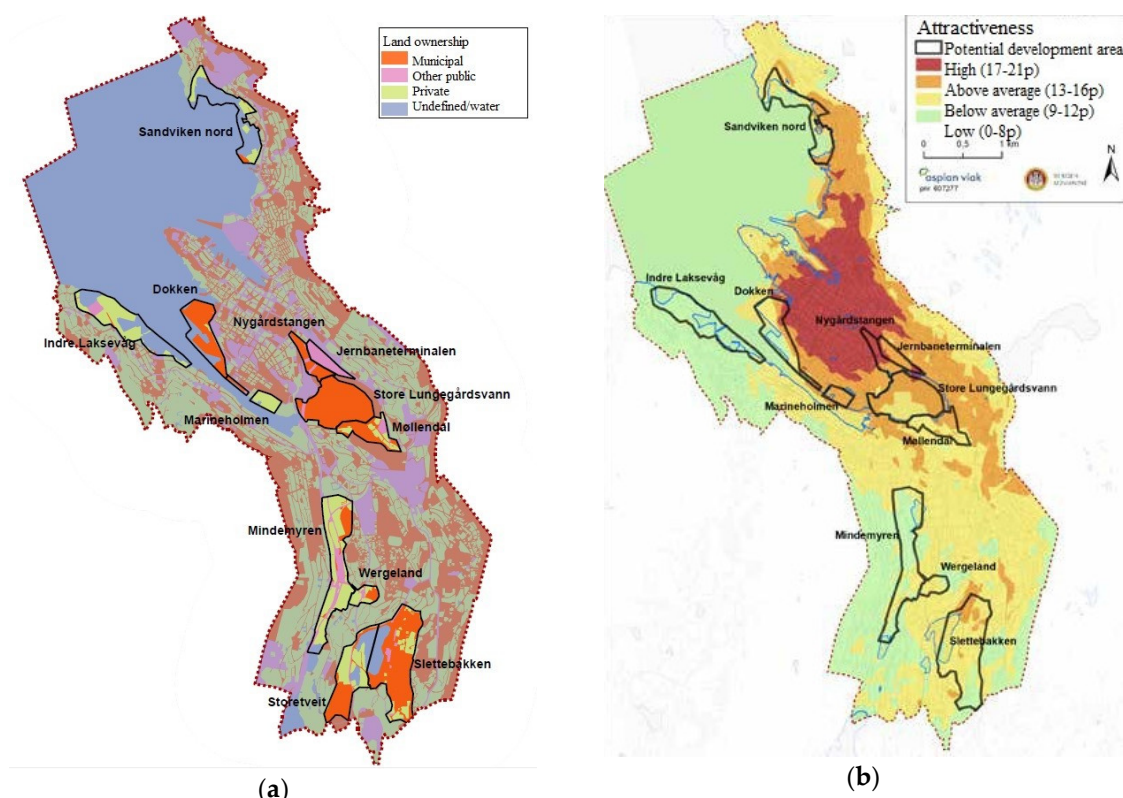 Land ownership
Municipal
Other public
Private
Undefined/water
Sandviken nord
Dokken
Nygårdstangen
Jernbaneterminalen
Indre Laksevåg
Store Lungegårdsvann
Marineholmen
Møllendal
Mindemyren
Wergeland
Slettebakken
Storetveit
(a)
Attractiveness
Potential development area
High (17-21p)
Above average (13-16p)
Below average (9-12p)
Low (0-8p)
0 0,5 1 km
N
asplan viak
pnr 607277
Sandviken nord
Indre Laksevåg
Dokken
Nygårdstangen
Jernbaneterminalen
Store Lungegårdsvann
Marineholmen
Møllendal
Mindemyren
Wergeland
Slettebakken
(b)